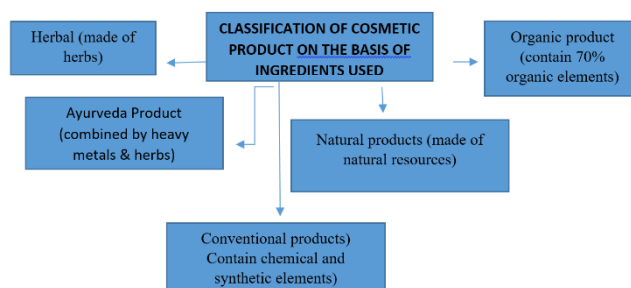 CLASSIFICATION OF COSMETIC
PRODUCT ON THE BASIS OF
INGREDIENTS USED
Herbal (made of
herbs)
Organic product
(contain 70%
organic elements)
Ayurveda Product
(combined by heavy
metals & herbs)
Natural products (made of
natural resources)
Conventional products)
Contain chemical and
synthetic elements)